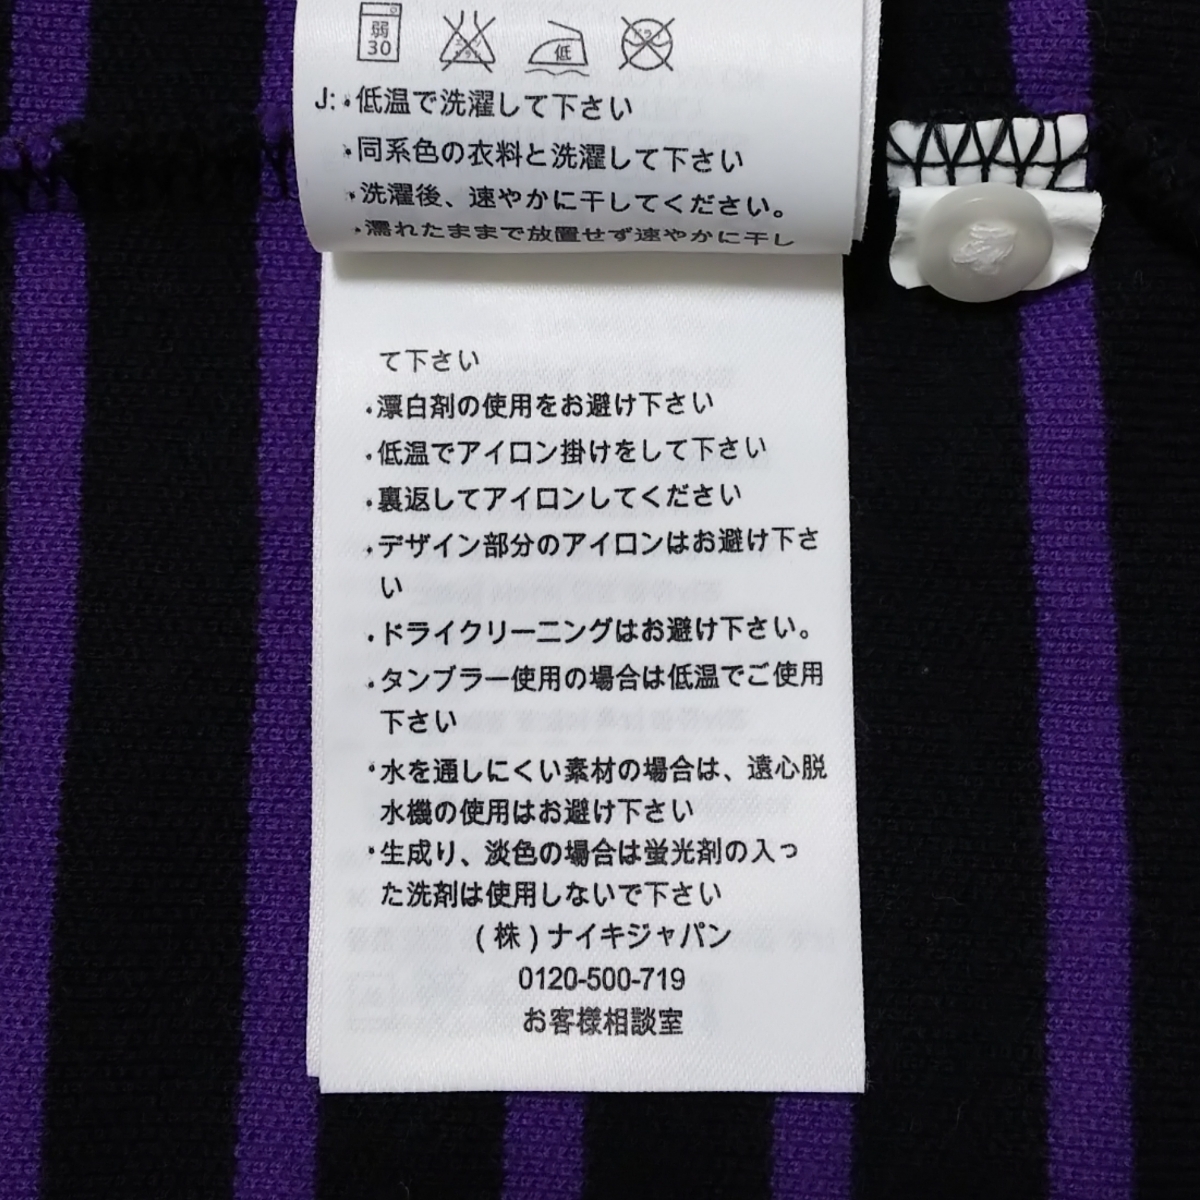 弱
30
エンソ
サラシ
低
ドライ
J:・低温で洗濯して下さい
・同系色の衣料と洗濯して下さい
・洗濯後、速やかに干してください。
・濡れたままで放置せず速やかに干し
て下さい
・漂白剤の使用をお避け下さい
・低温でアイロン掛けをして下さい
・裏返してアイロンしてください
・デザイン部分のアイロンはお避け下さ
い
・ドライクリーニングはお避け下さい。
・タンブラー使用の場合は低温でご使用
下さい
・水を通しにくい素材の場合は、遠心脱
水機の使用はお避け下さい
・生成り、淡色の場合は蛍光剤の入っ
た洗剤は使用しないで下さい
(株)ナイキジャパン
0120-500-719
お客様相談室